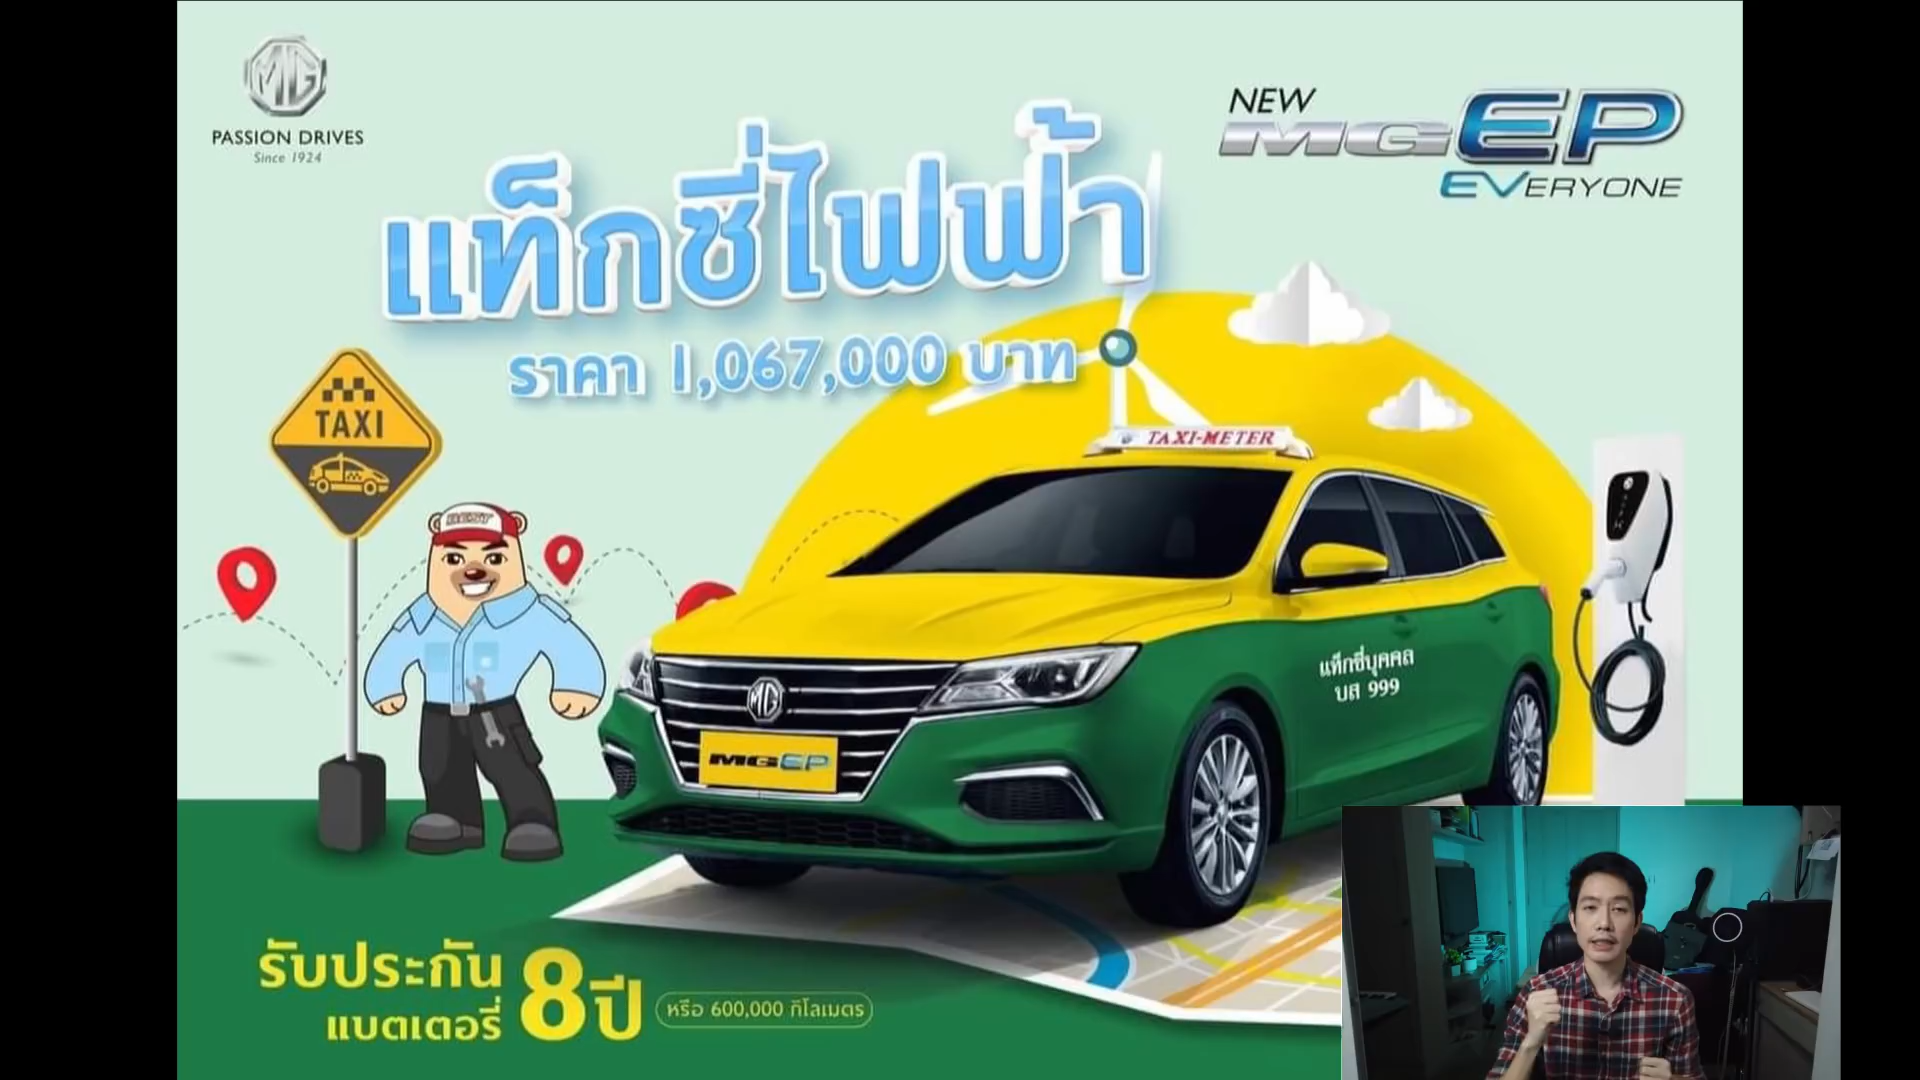 MG
PASSION DRIVES
Since 1924
NEW
MG EP
EVERYONE
แท็กซี่ไฟฟ้า
ราคา 1,067,000 บาท
TAXI
TAXI-METER
BEST
แท็กซี่บุคคล
บส 999
MG
MG EP
รับประกัน
แบตเตอรี่
8 ปี
หรือ 600,000 กิโลเมตร